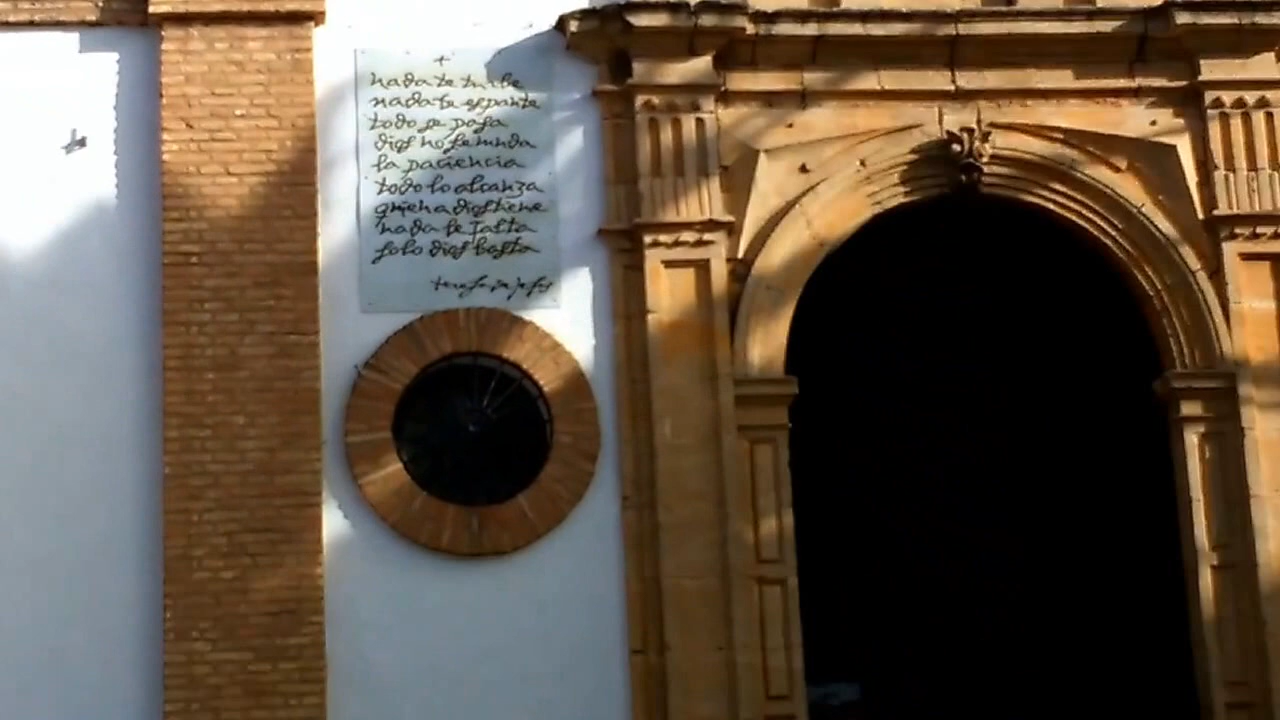 +
nada te turbe
nada te espante
todo se pasa
dios no se muda
la paciencia
todo lo alcanza
quien a dios tiene
nada le falta
solo dios basta
teresa de jesus